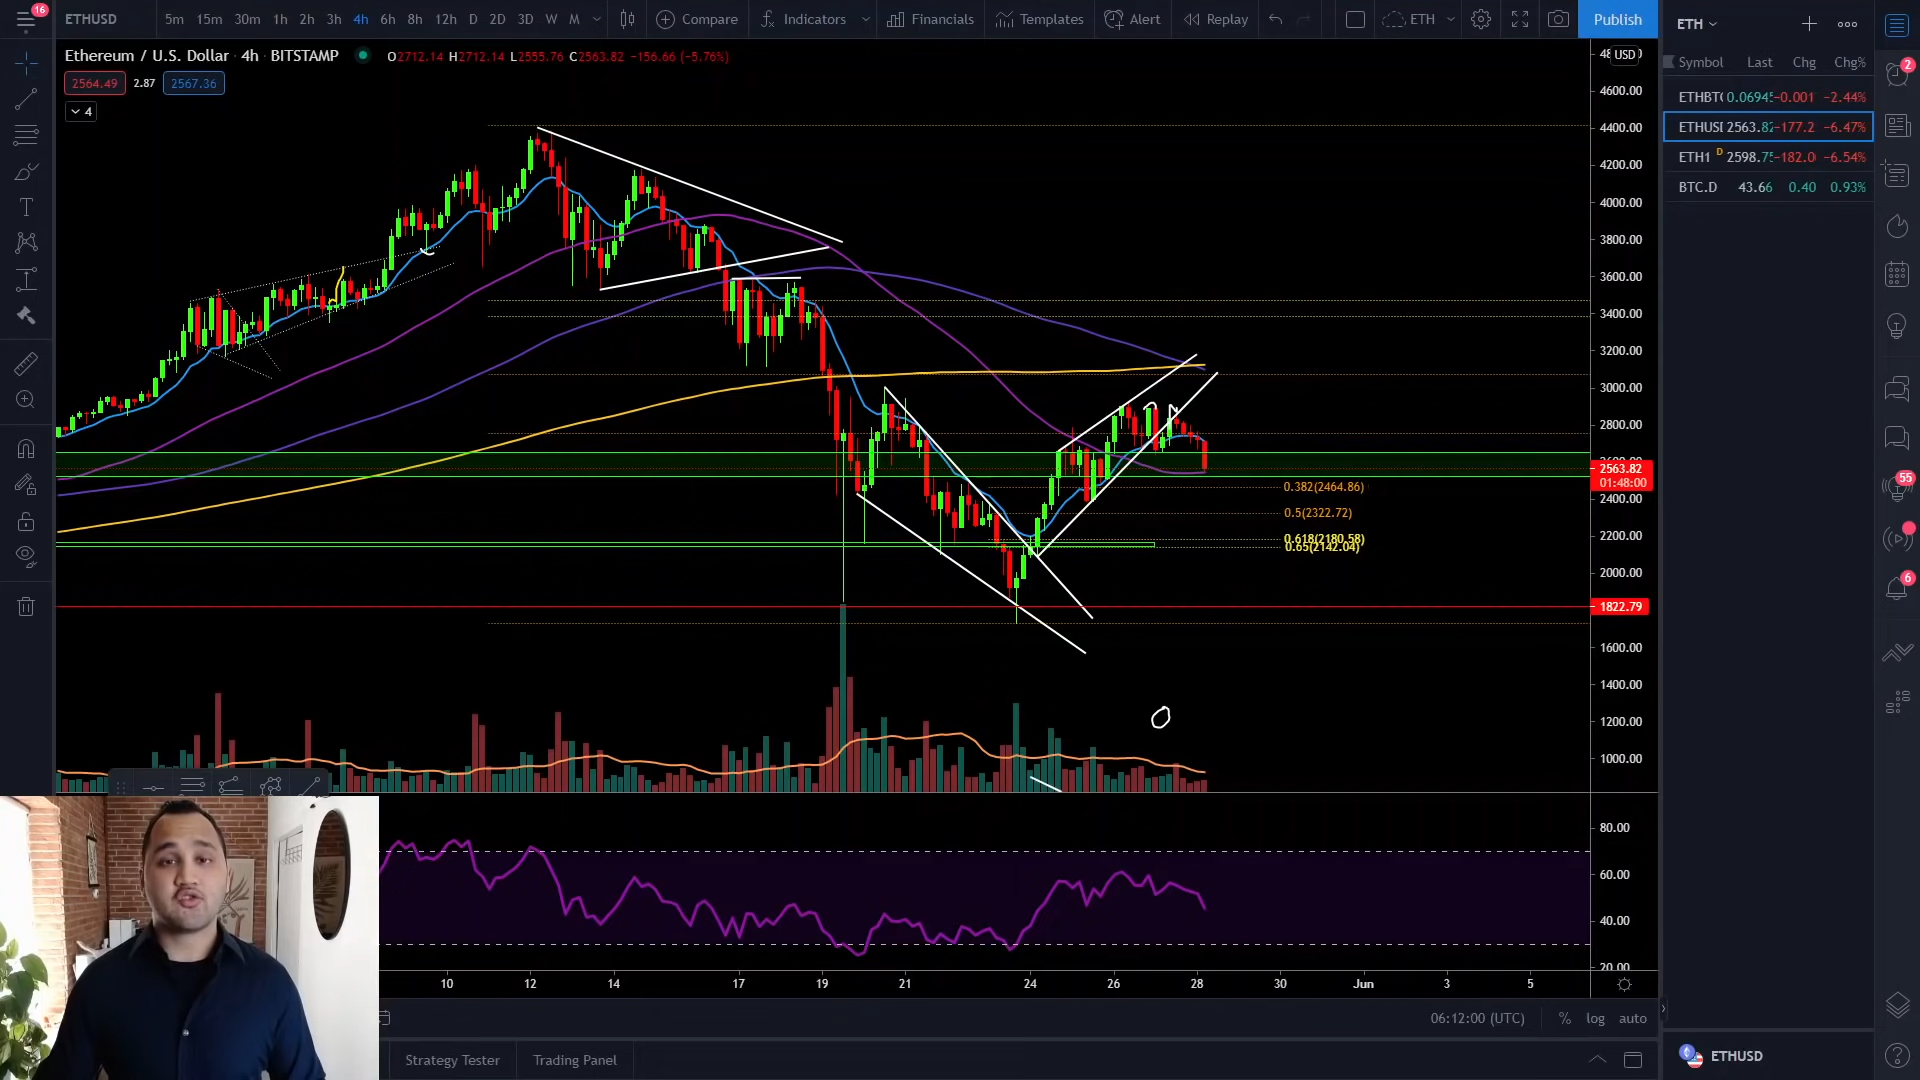 16 ETHUSD 5m 15m 30m 1h 2h 3h 4h 6h 8h 12h D 2D 3D W M Compare Indicators Financials Templates Alert Replay ETH Publish
ETH
Ethereum / U.S. Dollar · 4h · BITSTAMP O2712.14 H2712.14 L2555.76 C2563.82 −156.66 (−5.76%)
2564.49 2.87 2567.36
4
USD
4600.00
4400.00
4200.00
4000.00
3800.00
3600.00
3400.00
3200.00
3000.00
2800.00
2563.82
01:48:00
2400.00
2200.00
2000.00
1822.79
1600.00
1400.00
1200.00
1000.00
0.382(2464.86)
0.5(2322.72)
0.618(2180.58)
0.65(2142.04)
80.00
60.00
40.00
20.00
10 12 14 17 19 21 24 26 28 30 Jun 3 5
06:12:00 (UTC) % log auto
Strategy Tester Trading Panel
Symbol Last Chg Chg%
ETHBT 0.0694 −0.001 −2.44%
ETHUSD 2563.82 −177.2 −6.47%
ETH1 D 2598.75 −182.0 −6.54%
BTC.D 43.66 0.40 0.93%
ETHUSD
2
55
6